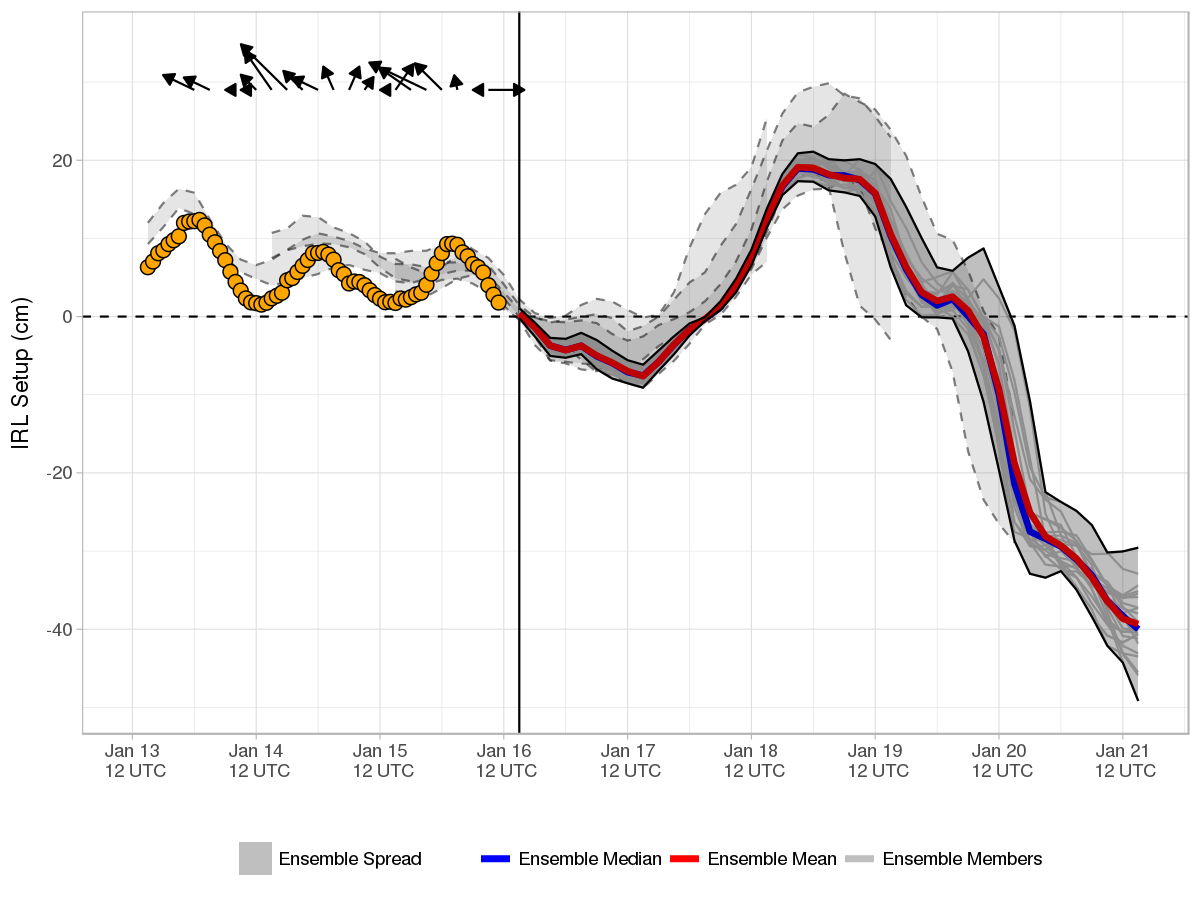 IRL Setup (cm)
20
0
-20
-40
Jan 13 Jan 14 Jan 15 Jan 16 Jan 17 Jan 18 Jan 19 Jan 20 Jan 21
12 UTC 12 UTC 12 UTC 12 UTC 12 UTC 12 UTC 12 UTC 12 UTC 12 UTC
Ensemble Spread Ensemble Median Ensemble Mean Ensemble Members